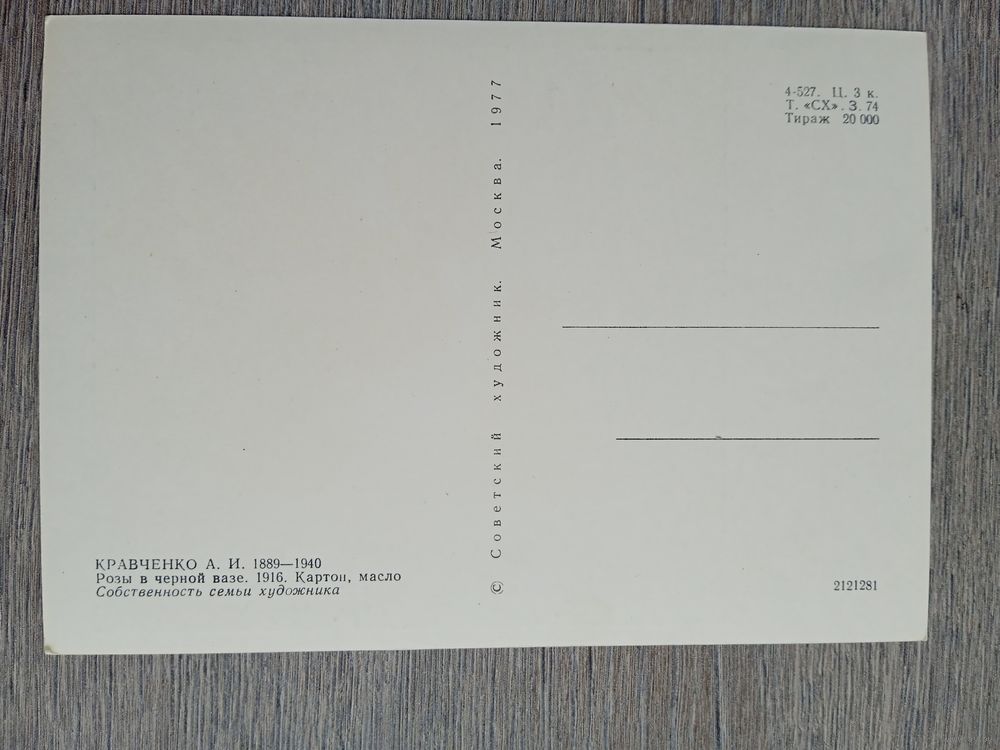 4-527. Ц. 3 к.
Т. «СХ». З. 74
Тираж 20 000
© Советский художник. Москва. 1977
КРАВЧЕНКО А. И. 1889—1940
Розы в черной вазе. 1916. Картон, масло
Собственность семьи художника
2121281